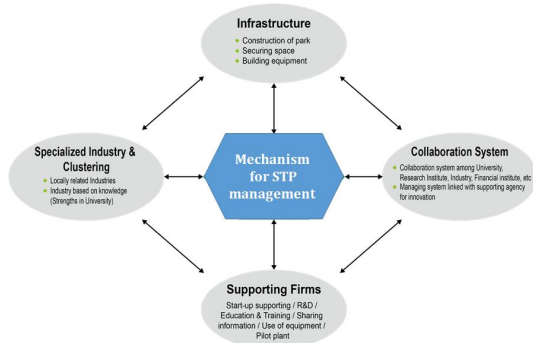 Infrastructure
Construction of park
Securing space
Building equipment
Specialized Industry &
Clustering
Locally related Industries
Industry based on knowledge
(Strengths in University)
Mechanism
for STP
management
Collaboration System
Collaboration system among University,
Research Institute, Industry, Financial institute, etc
Managing system linked with supporting agency
for innovation
Supporting Firms
Start-up supporting / R&D /
Education & Training / Sharing
information / Use of equipment /
Pilot plant